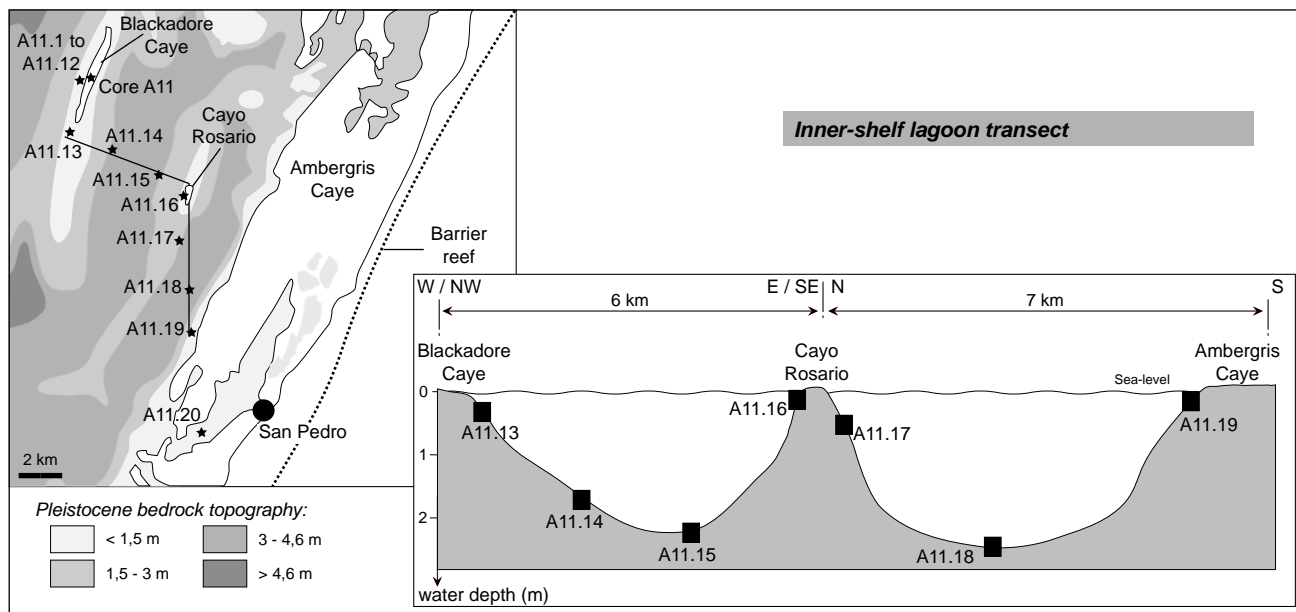 Blackadore
Caye
A11.1 to
A11.12
Core A11
Cayo
Rosario
A11.14
A11.13
A11.15
A11.16
Ambergris
Caye
A11.17
Barrier
reef
A11.18
A11.19
A11.20
San Pedro
2 km
Pleistocene bedrock topography:
< 1,5 m
3 - 4,6 m
1,5 - 3 m
> 4,6 m
Inner-shelf lagoon transect
W / NW
E / SE
N
S
6 km
7 km
Blackadore
Caye
Cayo
Rosario
Ambergris
Caye
Sea-level
0
A11.13
A11.16
A11.17
A11.19
1
A11.14
2
A11.15
A11.18
water depth (m)